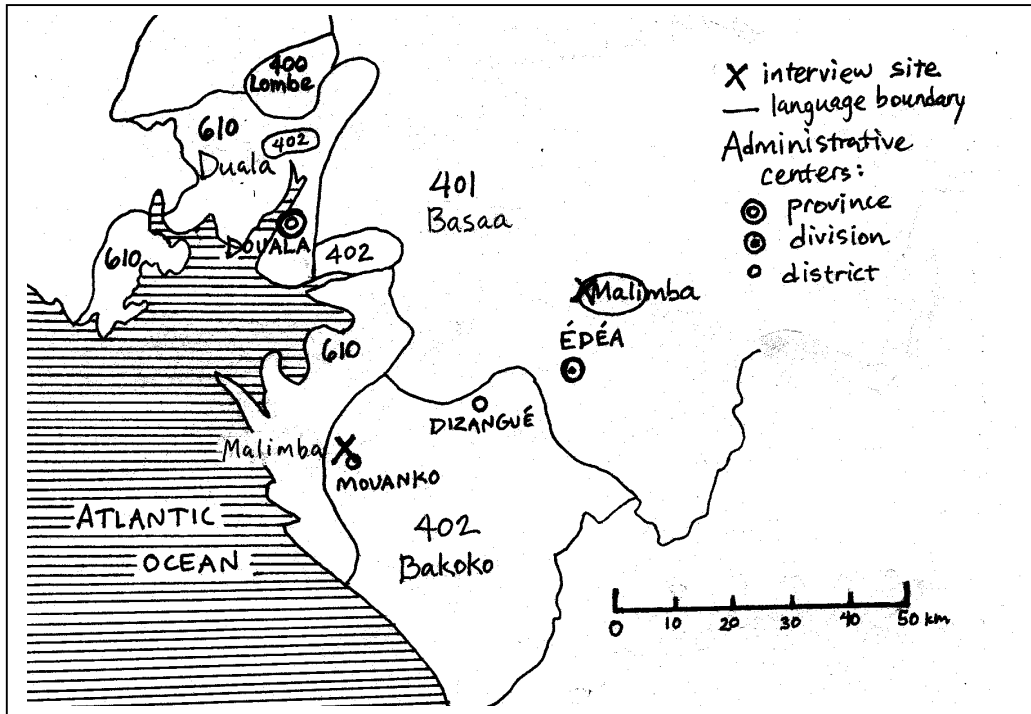 400
Lombe
610
Duala
402
DOUALA
610
402
401
Basaa
X interview site
— language boundary
Administrative
centers:
province
division
district
Malimba
ÉDÉA
610
DIZANGUÉ
Malimba
MOUANKO
ATLANTIC
OCEAN
402
Bakoko
0 10 20 30 40 50 km